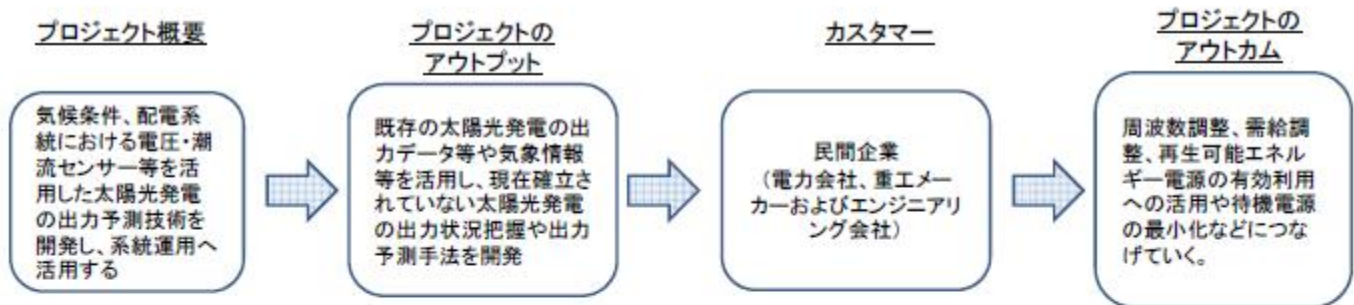 プロジェクト概要
気候条件、配電系
統における電圧・潮
流センサー等を活
用した太陽光発電
の出力予測技術を
開発し、系統運用へ
活用する
プロジェクトの
アウトプット
既存の太陽光発電の出
力データ等や気象情報
等を活用し、現在確立さ
れていない太陽光発電
の出力状況把握や出力
予測手法を開発
カスタマー
民間企業
（電力会社、重工メー
カーおよびエンジニアリ
ング会社）
プロジェクトの
アウトカム
周波数調整、需給調
整、再生可能エネル
ギー電源の有効利用
への活用や待機電源
の最小化などにつな
げていく。